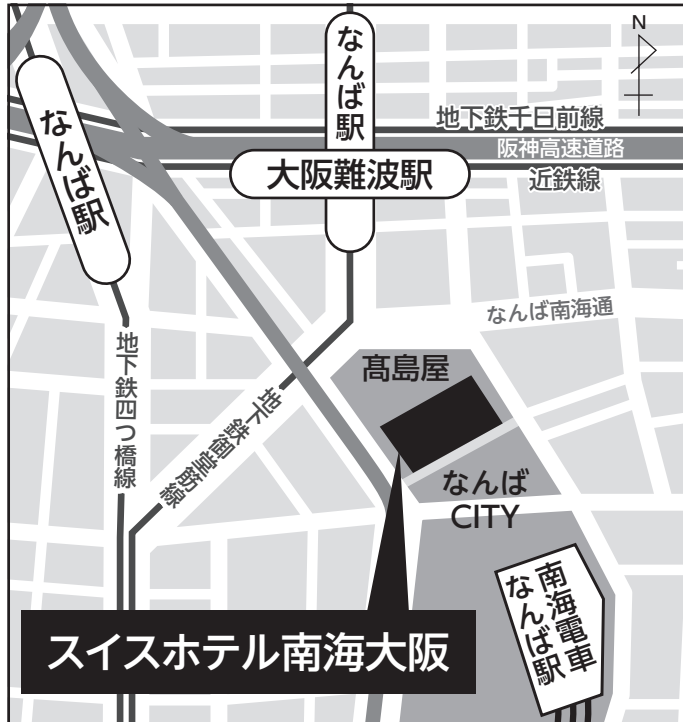 N
なんば駅
なんば駅
地下鉄千日前線
阪神高速道路
大阪難波駅
近鉄線
なんば南海通
地下鉄四つ橋線
髙島屋
地下鉄御堂筋線
なんば
CITY
南海電車
なんば駅
スイスホテル南海大阪